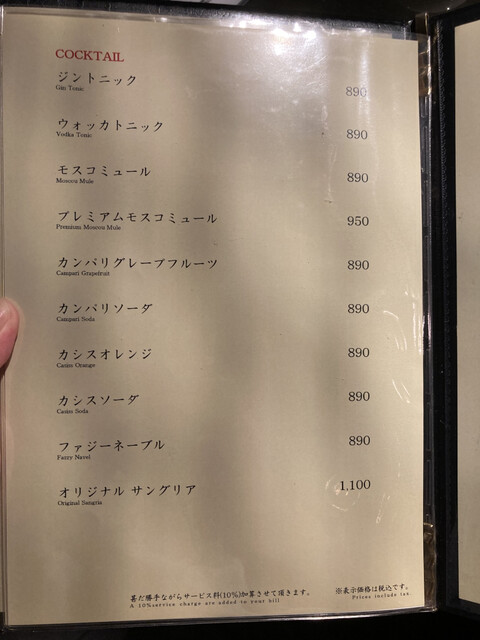 COCKTAIL
ジントニック 890
Gin Tonic
ウォッカトニック 890
Vodka Tonic
モスコミュール 890
Moscou Mule
プレミアムモスコミュール 950
Premium Moscou Mule
カンパリグレープフルーツ 890
Campari Grapefruit
カンパリソーダ 890
Campari Soda
カシスオレンジ 890
Cassis Orange
カシスソーダ 890
Cassis Soda
ファジーネーブル 890
Fuzzy Navel
オリジナル サングリア 1,100
Original Sangria
甚だ勝手ながらサービス料(10%)加算させて頂きます。 ※表示価格は税込です。
A 10%service charge are added to your bill Prices include tax